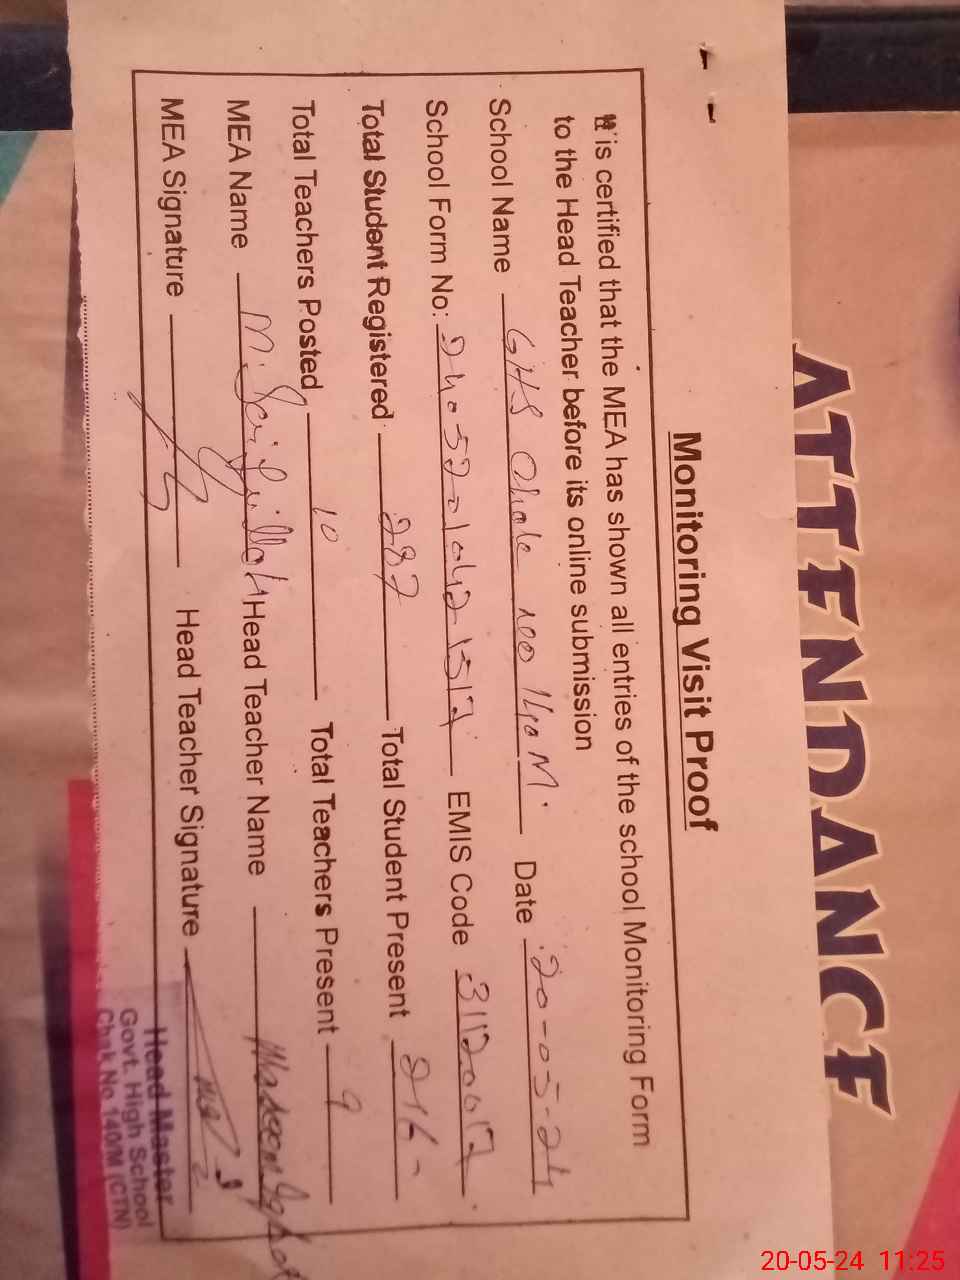 ATTENDANCE
Monitoring Visit Proof
It is certified that the MEA has shown all entries of the school Monitoring Form
to the Head Teacher before its online submission
School Name GHS Chak 140M. Date 20-05-24
School Form No: EMIS Code 31120017
Total Student Registered 287 Total Student Present 216
Total Teachers Posted 10 Total Teachers Present 9
MEA Name Head Teacher Name
MEA Signature Head Teacher Signature
Head Master
Govt. High School
Chak No 140/M (CTN)
20-05-24 11:25